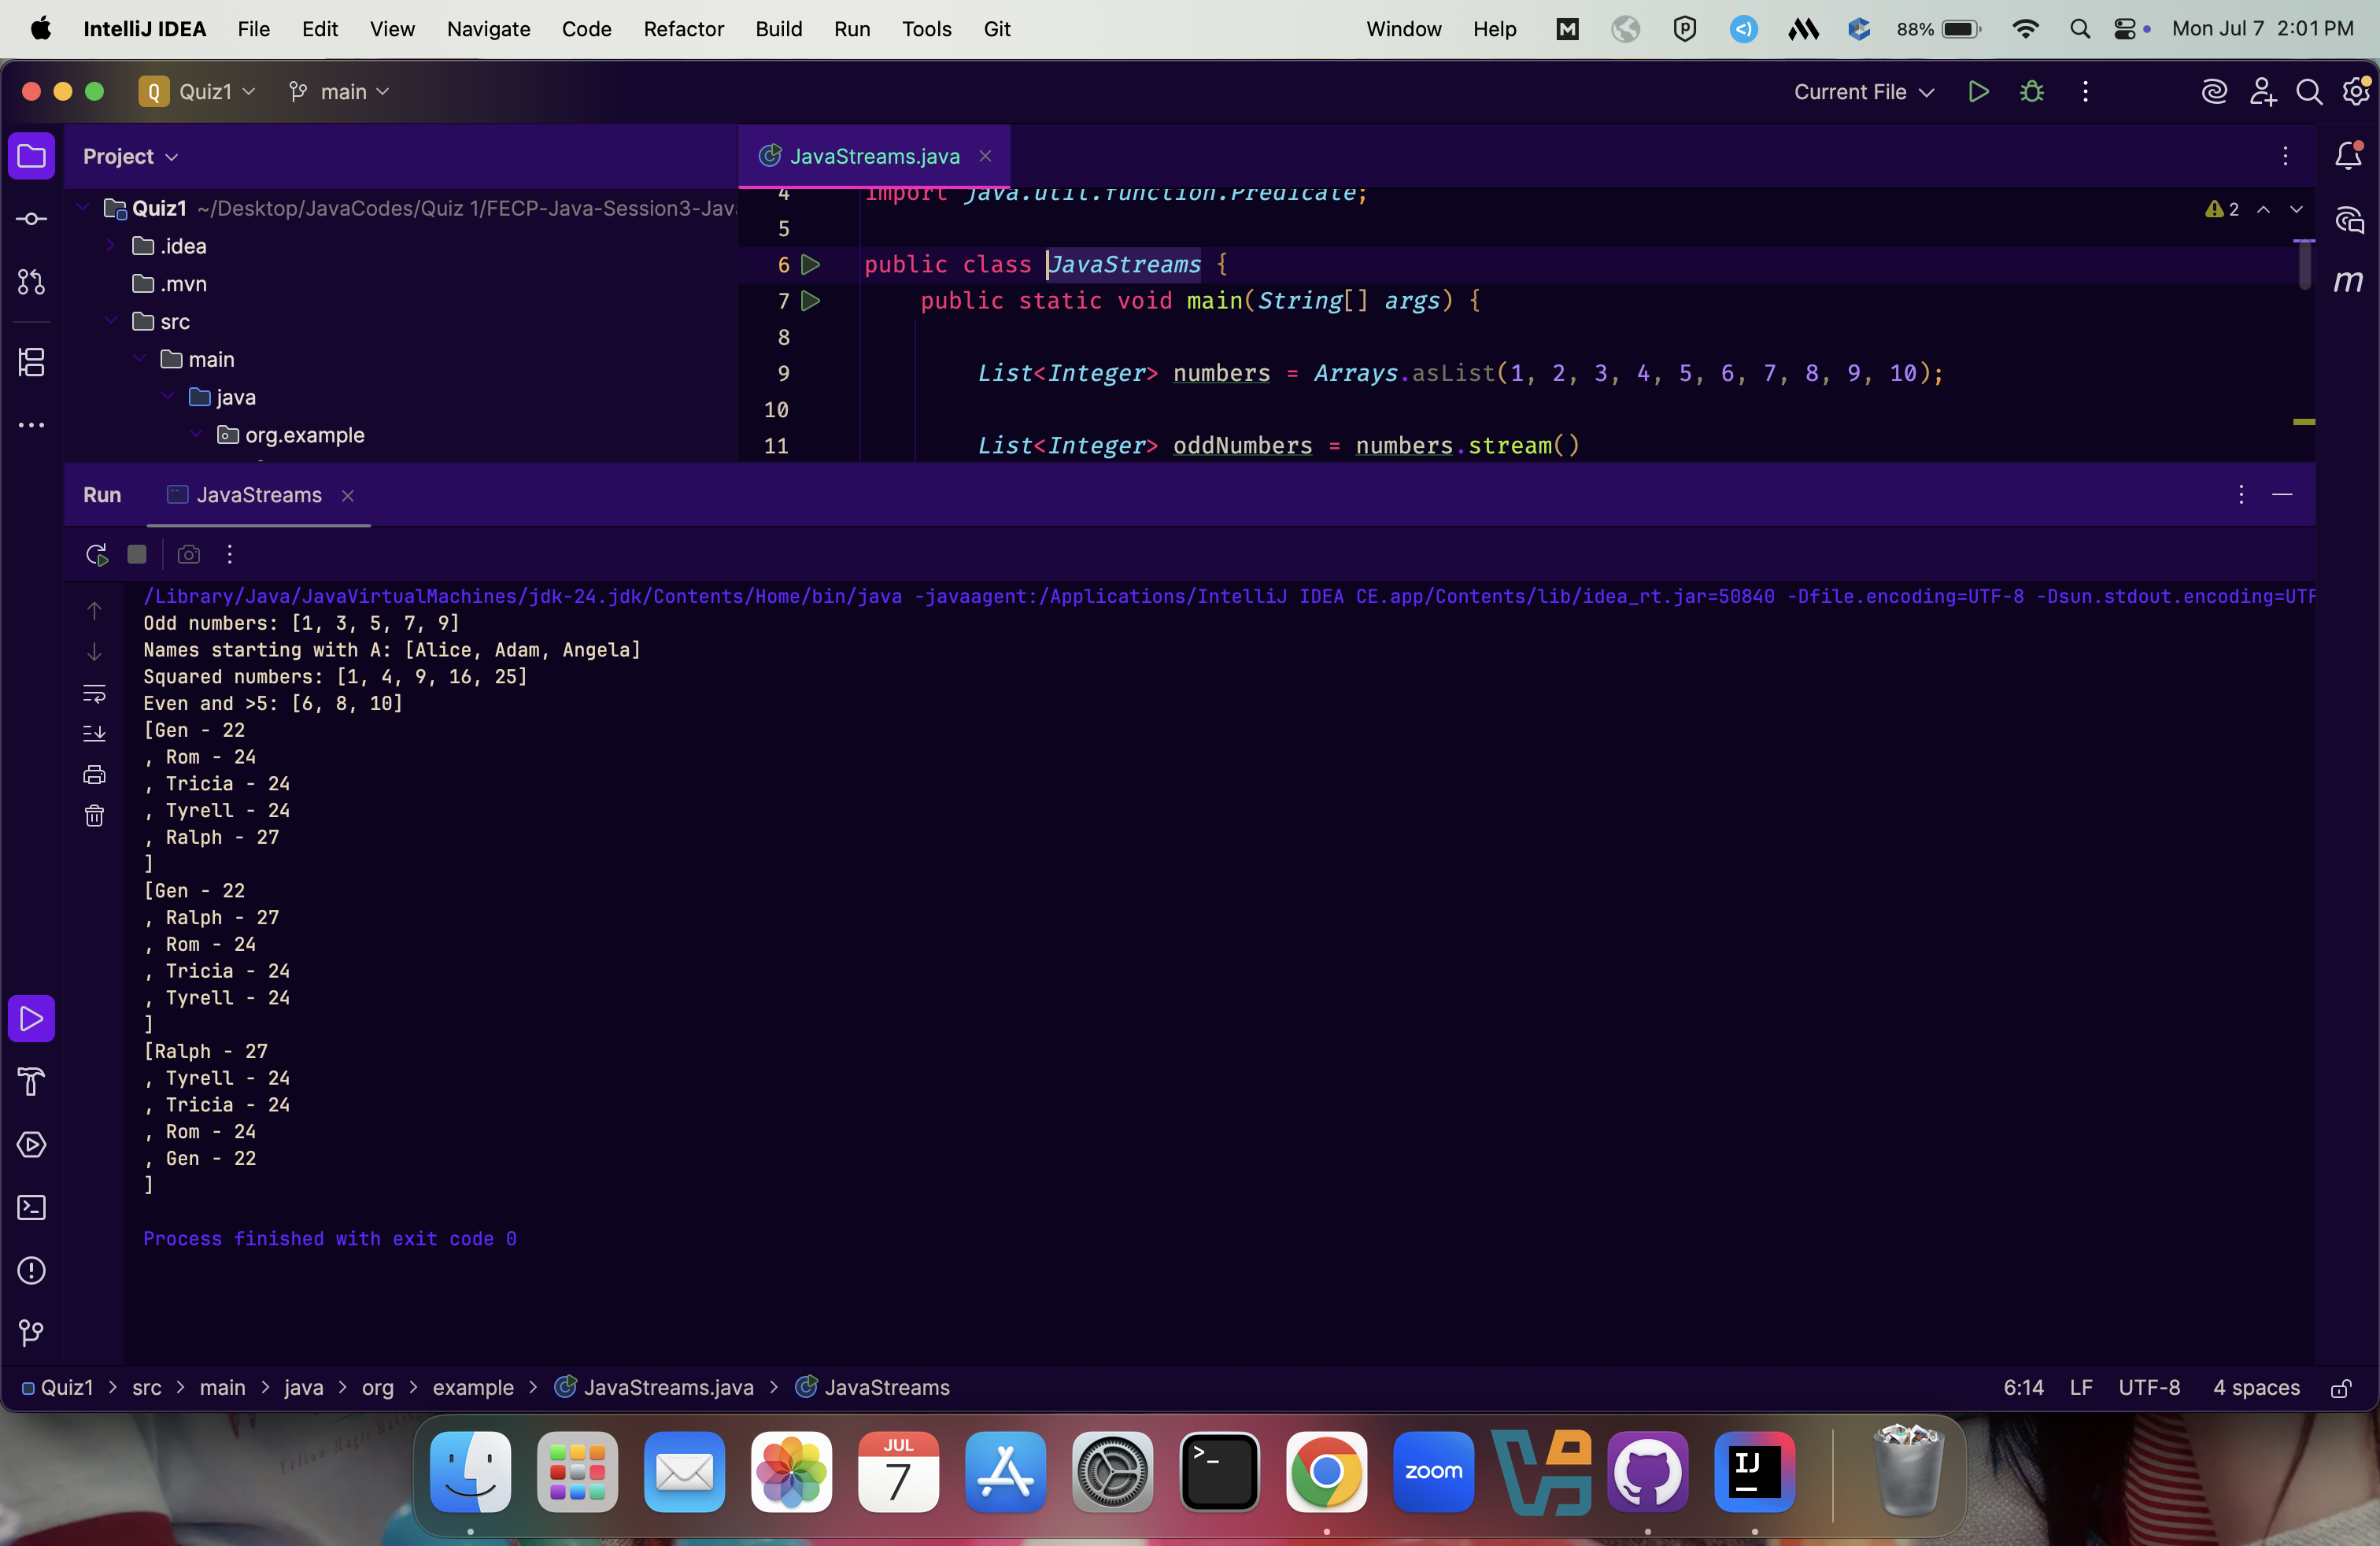 IntelliJ IDEA File Edit View Navigate Code Refactor Build Run Tools Git Window Help 88% Mon Jul 7 2:01 PM
Q Quiz1 main Current File
Project
JavaStreams.java
Quiz1 ~/Desktop/JavaCodes/Quiz 1/FECP-Java-Session3-Jav
.idea
.mvn
src
main
java
org.example
4 import java.util.function.Predicate;
2
5
6 public class JavaStreams {
7 public static void main(String[] args) {
8
9 List<Integer> numbers = Arrays.asList(1, 2, 3, 4, 5, 6, 7, 8, 9, 10);
10
11 List<Integer> oddNumbers = numbers.stream()
m
Run JavaStreams
/Library/Java/JavaVirtualMachines/jdk-24.jdk/Contents/Home/bin/java -javaagent:/Applications/IntelliJ IDEA CE.app/Contents/lib/idea_rt.jar=50840 -Dfile.encoding=UTF-8 -Dsun.stdout.encoding=UTF
Odd numbers: [1, 3, 5, 7, 9]
Names starting with A: [Alice, Adam, Angela]
Squared numbers: [1, 4, 9, 16, 25]
Even and >5: [6, 8, 10]
[Gen - 22
, Rom - 24
, Tricia - 24
, Tyrell - 24
, Ralph - 27
]
[Gen - 22
, Ralph - 27
, Rom - 24
, Tricia - 24
, Tyrell - 24
]
[Ralph - 27
, Tyrell - 24
, Tricia - 24
, Rom - 24
, Gen - 22
]
Process finished with exit code 0
Quiz1 > src > main > java > org > example > JavaStreams.java > JavaStreams 6:14 LF UTF-8 4 spaces
JUL
7
>_
zoom
IJ